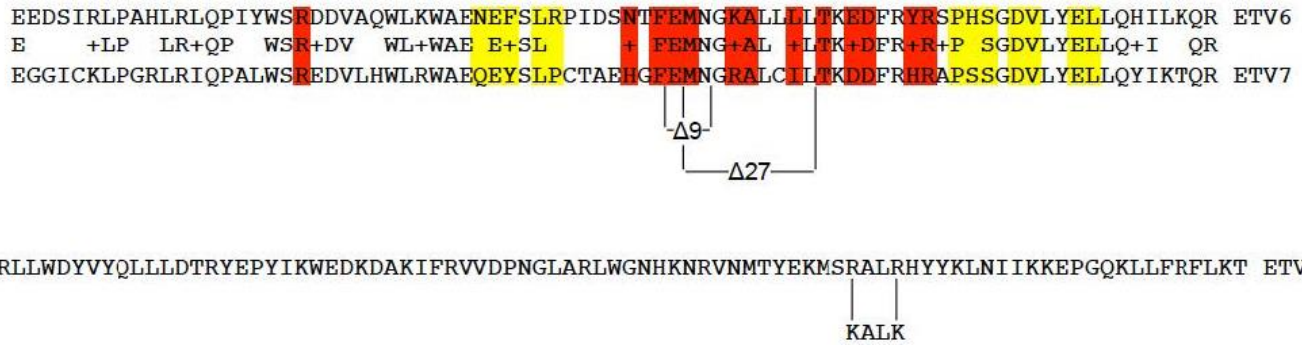 EEDSIRLPAHLRLQPIYWSRDDVAQWLKWAENEFSLRPIDSNTFEMNGKALLLLTKEDFRYRSPHSGDVLYELLQHILKQR ETV6
E +LP LR+QP WSR+DV WL+WAE E+SL + FEMNG+AL +LTK+DFR+R+P SGDVLYELLQ+I QR
EGGICKLPGRLRIQPALWSREDVLHWLRWAEQEYSLPCTAEHGFEMNGRALCILTKDDFRHRAPSSGDVLYELLQYIKTQR ETV7
Δ9
Δ27
RLLWDYVYQLLLDTRYEPYIKWEDKDAKIFRVVDPNGLARLWGNHKNRVNMTYEKMSRALRHYYKLNIIKKEPGQKLLFRFLKT ETV
KALK